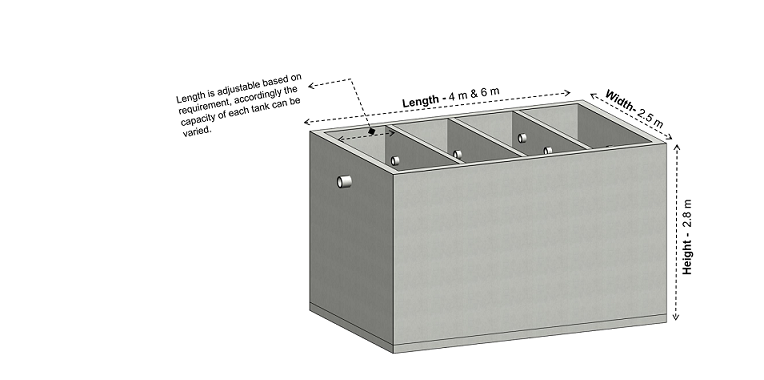 Length is adjustable based on
requirement, accordingly the
capacity of each tank can be
varied.
Length - 4 m & 6 m
Width- 2.5 m
Height - 2.8 m